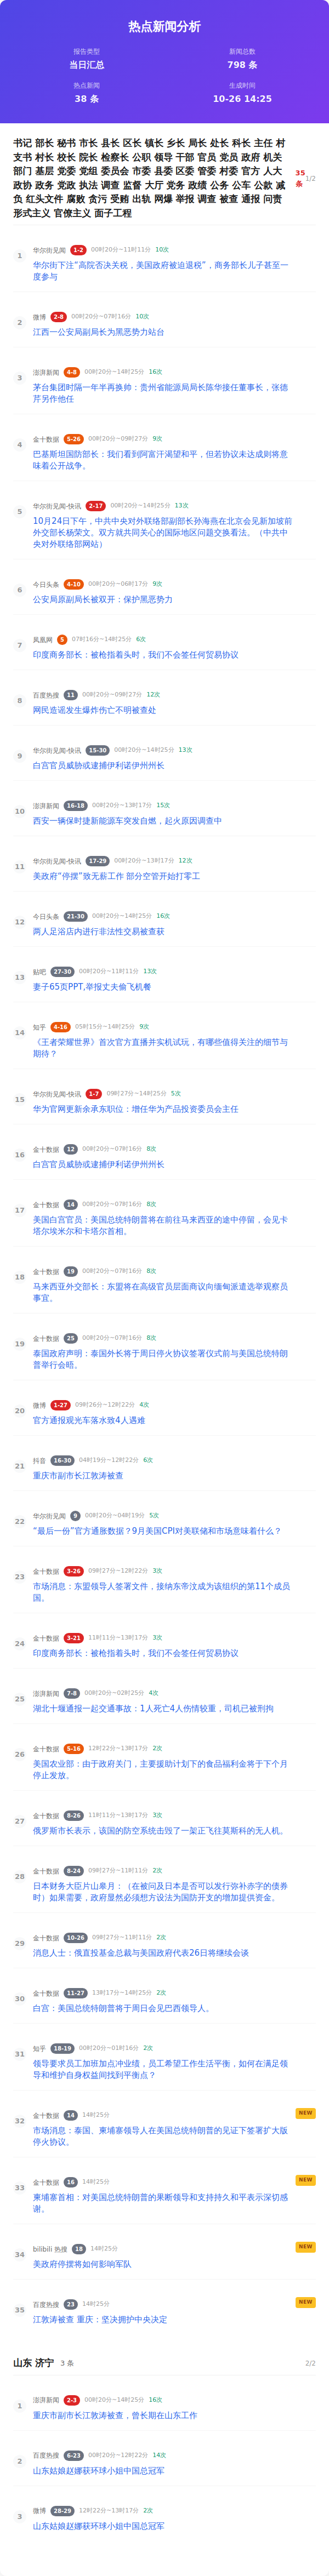 热点新闻分析
报告类型
新闻总数
当日汇总
798 条
热点新闻
生成时间
38 条
10-26 14:25
书记 部长 秘书 市长 县长 区长 镇长 乡长 局长 处长 科长 主任 村
支书 村长 校长 院长 检察长 公职 领导 干部 官员 党员 政府 机关
部门 基层 党委 党组 委员会 市委 县委 区委 管委 村委 官方 人大
政协 政务 党政 执法 调查 监督 大厅 党务 政绩 公务 公车 公款 减
负 红头文件 腐败 贪污 受贿 出轨 网曝 举报 调查 被查 通报 问责
形式主义 官僚主义 面子工程
35
条
1/2
1
华尔街见闻 1-2 00时20分~11时11分 10次
华尔街下注“高院否决关税，美国政府被迫退税”，商务部长儿子甚至一
度参与
2
微博 2-8 00时20分~07时16分 10次
江西一公安局副局长为黑恶势力站台
3
澎湃新闻 4-8 00时20分~14时25分 16次
茅台集团时隔一年半再换帅：贵州省能源局局长陈华接任董事长，张德
芹另作他任
4
金十数据 5-26 00时20分~09时27分 9次
巴基斯坦国防部长：我们看到阿富汗渴望和平，但若协议未达成则将意
味着公开战争。
5
华尔街见闻-快讯 2-17 00时20分~14时25分 13次
10月24日下午，中共中央对外联络部副部长孙海燕在北京会见新加坡前
外交部长杨荣文。双方就共同关心的国际地区问题交换看法。（中共中
央对外联络部网站）
6
今日头条 4-10 00时20分~06时17分 9次
公安局原副局长被双开：保护黑恶势力
7
凤凰网 5 07时16分~14时25分 6次
印度商务部长：被枪指着头时，我们不会签任何贸易协议
8
百度热搜 11 00时20分~09时27分 12次
网民造谣发生爆炸伤亡不明被查处
9
华尔街见闻-快讯 15-30 00时20分~14时25分 13次
白宫官员威胁或逮捕伊利诺伊州州长
10
澎湃新闻 16-18 00时20分~13时17分 15次
西安一辆保时捷新能源车突发自燃，起火原因调查中
11
华尔街见闻-快讯 17-29 00时20分~13时17分 12次
美政府“停摆”致无薪工作 部分空管开始打零工
12
今日头条 21-30 00时20分~14时25分 16次
两人足浴店内进行非法性交易被查获
13
贴吧 27-30 00时20分~11时11分 13次
妻子65页PPT,举报丈夫偷飞机餐
14
知乎 4-16 05时15分~14时25分 9次
《王者荣耀世界》首次官方直播并实机试玩，有哪些值得关注的细节与
期待？
15
华尔街见闻-快讯 1-7 09时27分~14时25分 5次
华为官网更新余承东职位：增任华为产品投资委员会主任
16
金十数据 12 00时20分~07时16分 8次
白宫官员威胁或逮捕伊利诺伊州州长
17
金十数据 14 00时20分~07时16分 8次
美国白宫官员：美国总统特朗普将在前往马来西亚的途中停留，会见卡
塔尔埃米尔和卡塔尔首相。
18
金十数据 19 00时20分~07时16分 8次
马来西亚外交部长：东盟将在高级官员层面商议向缅甸派遣选举观察员
事宜。
19
金十数据 25 00时20分~07时16分 8次
泰国政府声明：泰国外长将于周日停火协议签署仪式前与美国总统特朗
普举行会晤。
20
微博 1-27 09时26分~12时22分 4次
官方通报观光车落水致4人遇难
21
抖音 16-30 04时19分~12时22分 6次
重庆市副市长江敦涛被查
22
华尔街见闻 9 00时20分~04时19分 5次
“最后一份”官方通胀数据？9月美国CPI对美联储和市场意味着什么？
23
金十数据 3-26 09时27分~12时22分 3次
市场消息：东盟领导人签署文件，接纳东帝汶成为该组织的第11个成员
国。
24
金十数据 3-21 11时11分~13时17分 3次
印度商务部长：被枪指着头时，我们不会签任何贸易协议
25
澎湃新闻 7-8 00时20分~02时25分 4次
湖北十堰通报一起交通事故：1人死亡4人伤情较重，司机已被刑拘
26
金十数据 5-16 12时22分~13时17分 2次
美国农业部：由于政府关门，主要援助计划下的食品福利金将于下个月
停止发放。
27
金十数据 8-26 11时11分~13时17分 3次
俄罗斯市长表示，该国的防空系统击毁了一架正飞往莫斯科的无人机。
28
金十数据 8-24 09时27分~11时11分 2次
日本财务大臣片山皋月：（在被问及日本是否可以发行弥补赤字的债券
时）如果需要，政府显然必须想方设法为国防开支的增加提供资金。
29
金十数据 10-26 09时27分~11时11分 2次
消息人士：俄直投基金总裁与美国政府代表26日将继续会谈
30
金十数据 11-27 13时17分~14时25分 2次
白宫：美国总统特朗普将于周日会见巴西领导人。
31
知乎 18-19 00时20分~01时16分 2次
领导要求员工加班加点冲业绩，员工希望工作生活平衡，如何在满足领
导和维护自身权益间找到平衡点？
32
金十数据 14 14时25分
NEW
市场消息：泰国、柬埔寨领导人在美国总统特朗普的见证下签署扩大版
停火协议。
33
金十数据 16 14时25分
NEW
柬埔寨首相：对美国总统特朗普的果断领导和支持持久和平表示深切感
谢。
34
bilibili 热搜 18 14时25分
NEW
美政府停摆将如何影响军队
35
百度热搜 23 14时25分
NEW
江敦涛被查 重庆：坚决拥护中央决定
山东 济宁 3 条
2/2
1
澎湃新闻 2-3 00时20分~14时25分 16次
重庆市副市长江敦涛被查，曾长期在山东工作
2
百度热搜 6-23 00时20分~12时22分 14次
山东姑娘赵娜获环球小姐中国总冠军
3
微博 28-29 12时22分~13时17分 2次
山东姑娘赵娜获环球小姐中国总冠军